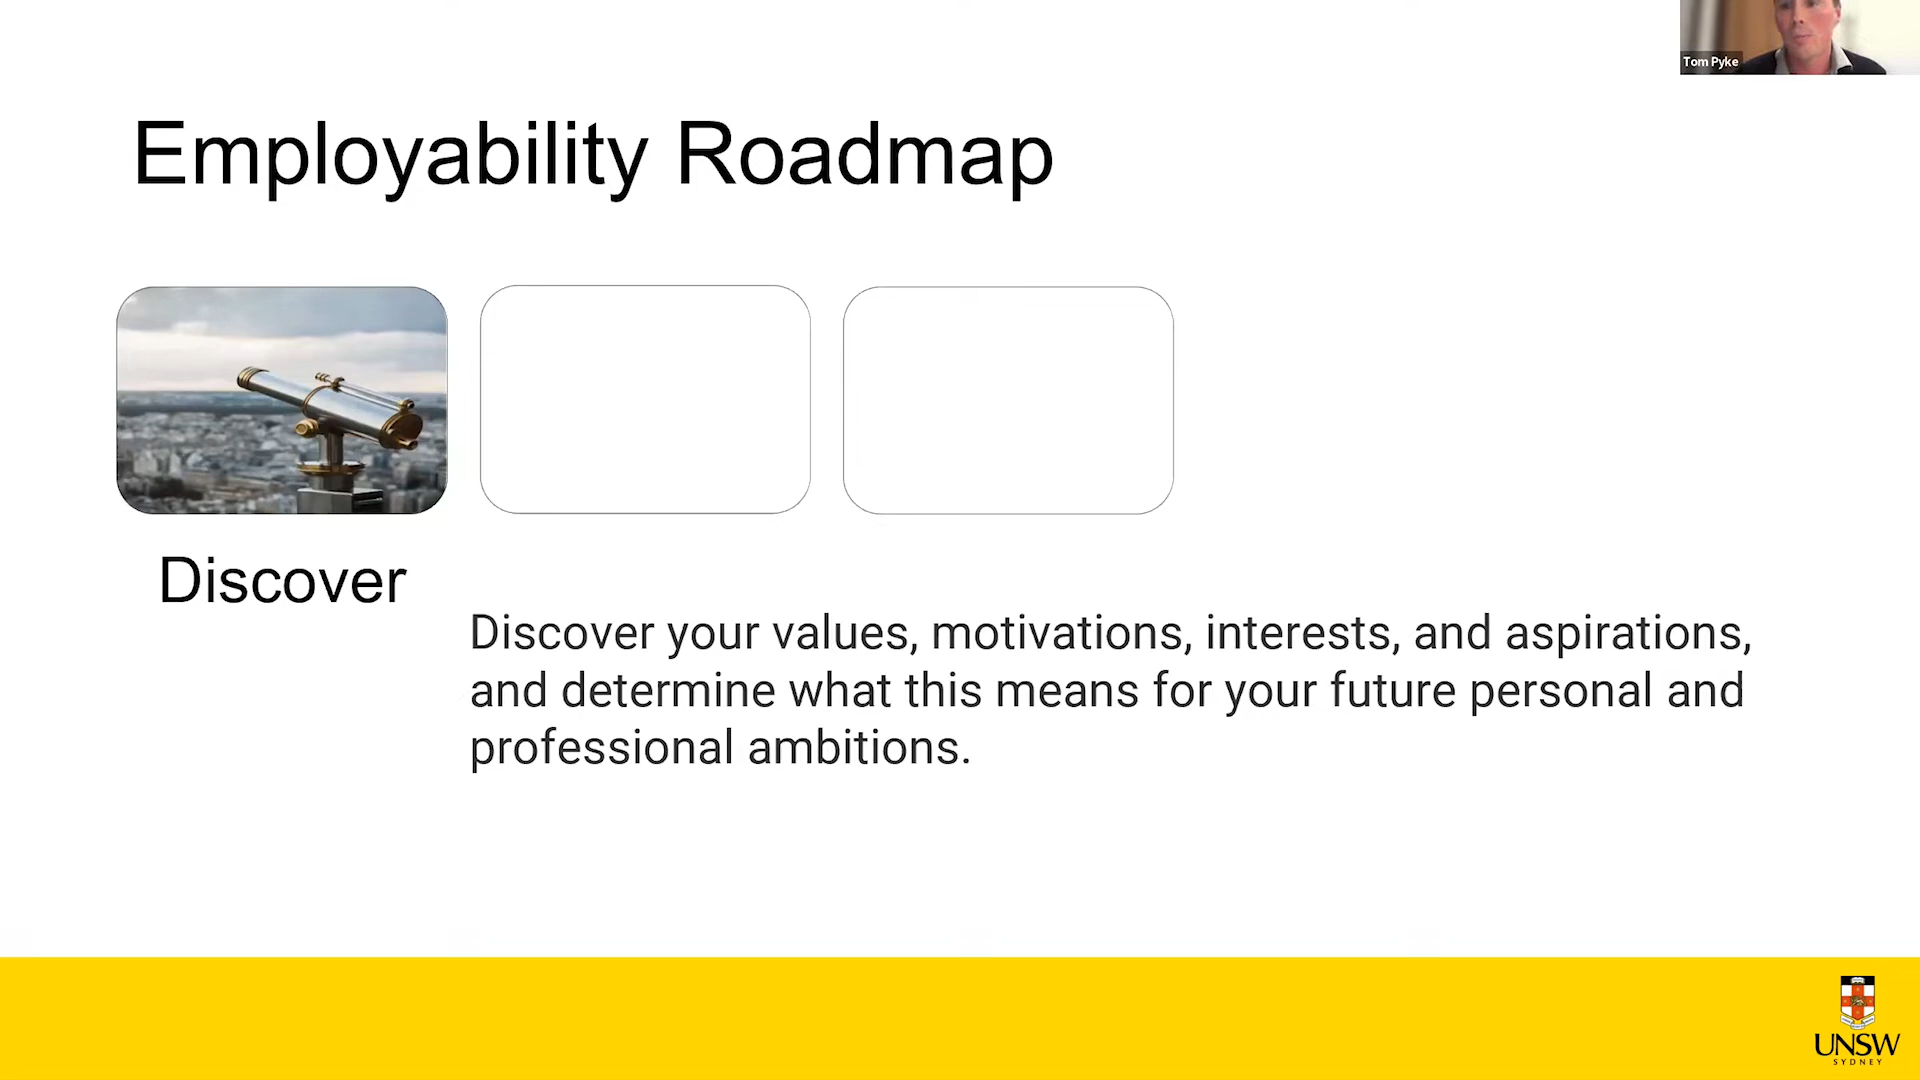 Tom Pyke
Employability Roadmap
Discover
Discover your values, motivations, interests, and aspirations,
and determine what this means for your future personal and
professional ambitions.
UNSW
SYDNEY